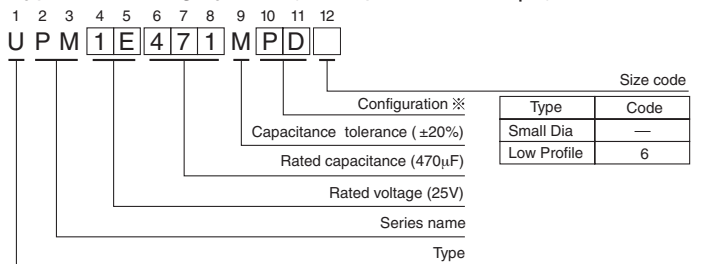 1 2 3 4 5 6 7 8 9 10 11 12
U P M 1 E 4 7 1 M P D
Size code
Configuration ※
Type Code
Capacitance tolerance (±20%)
Small Dia —
Rated capacitance (470μF)
Low Profile 6
Rated voltage (25V)
Series name
Type